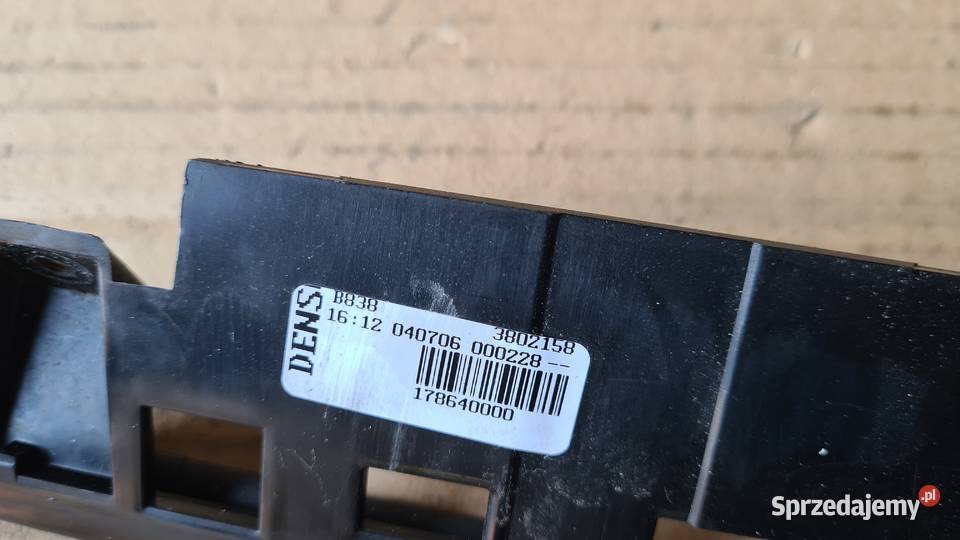 DENS
B838
3802158
16:12 040706 000228 --
178640000
Sprzedajemy.pl